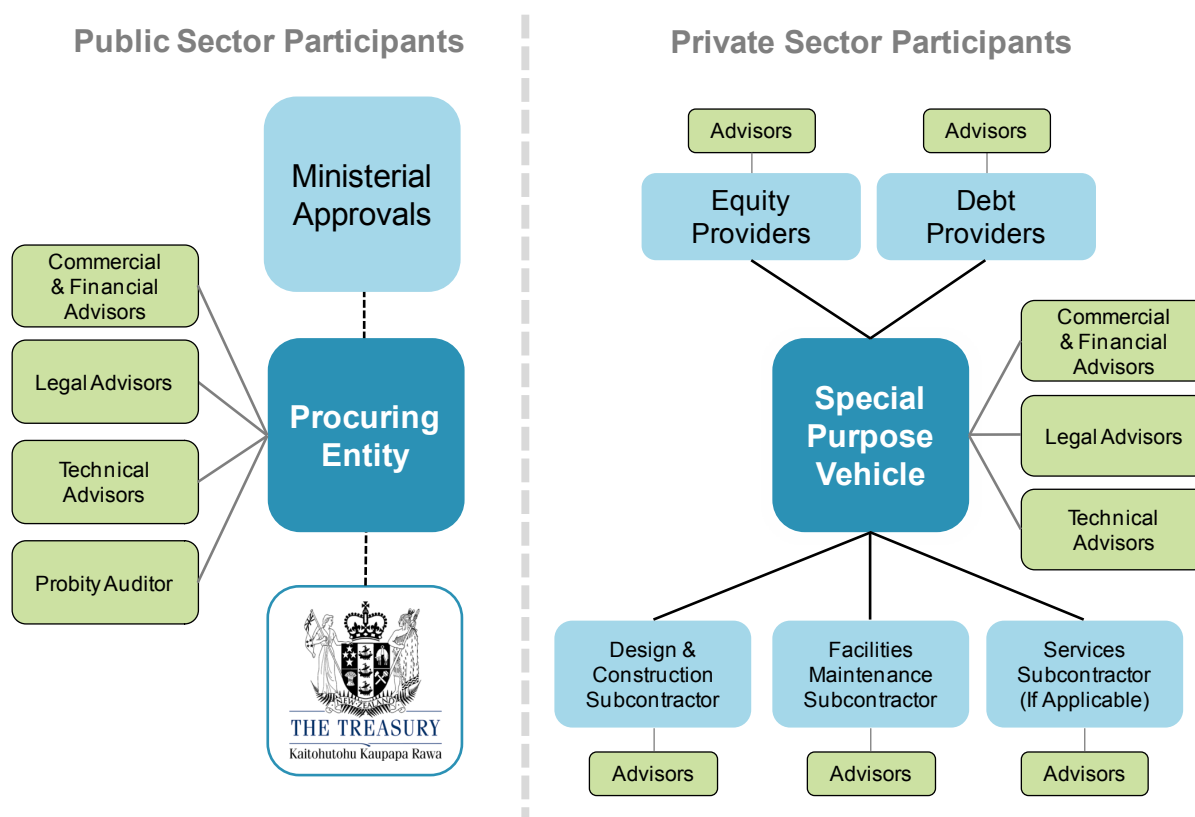 Public Sector Participants
Ministerial
Approvals
Commercial
& Financial
Advisors
Legal Advisors
Technical
Advisors
Probity Auditor
Procuring
Entity
NEW ZEALAND
THE TREASURY
Kaitohutohu Kaupapa Rawa
Private Sector Participants
Advisors
Advisors
Equity
Providers
Debt
Providers
Special
Purpose
Vehicle
Commercial
& Financial
Advisors
Legal Advisors
Technical
Advisors
Design &
Construction
Subcontractor
Facilities
Maintenance
Subcontractor
Services
Subcontractor
(If Applicable)
Advisors
Advisors
Advisors